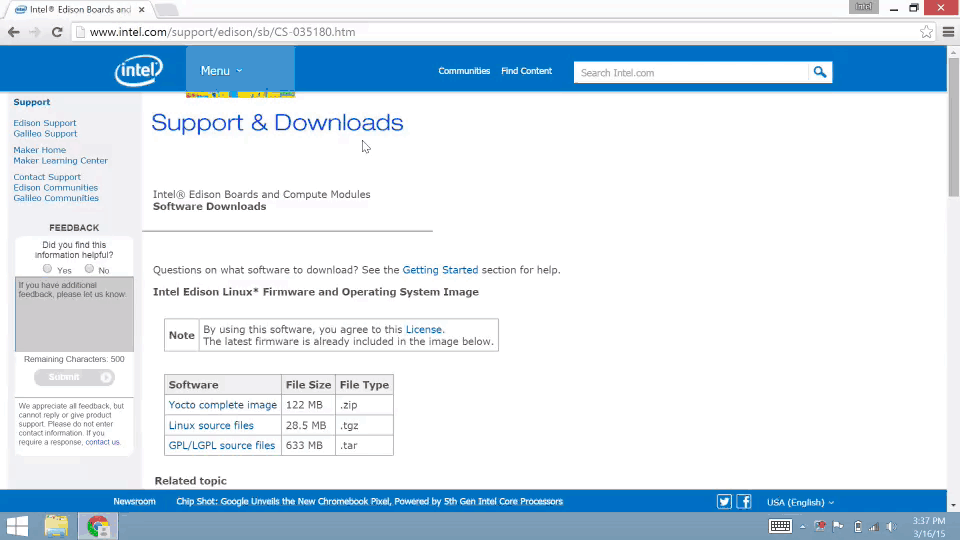 Intel® Edison Boards and
intel
www.intel.com/support/edison/sb/CS-035180.htm
intel
Menu
Communities
Find Content
Search Intel.com
Support
Edison Support
Galileo Support
Maker Home
Maker Learning Center
Contact Support
Edison Communities
Galileo Communities
FEEDBACK
Did you find this
information helpful?
Yes No
If you have additional
feedback, please let us know.
Remaining Characters: 500
Submit
We appreciate all feedback, but
cannot reply or give product
support. Please do not enter
contact information. If you
require a response, contact us.
Support & Downloads
Intel® Edison Boards and Compute Modules
Software Downloads
Questions on what software to download? See the Getting Started section for help.
Intel Edison Linux* Firmware and Operating System Image
Note
By using this software, you agree to this License.
The latest firmware is already included in the image below.
Software File Size File Type
Yocto complete image 122 MB .zip
Linux source files 28.5 MB .tgz
GPL/LGPL source files 633 MB .tar
Related topic
Newsroom
Chip Shot: Google Unveils the New Chromebook Pixel, Powered by 5th Gen Intel Core Processors
USA (English)
3:37 PM
3/16/15